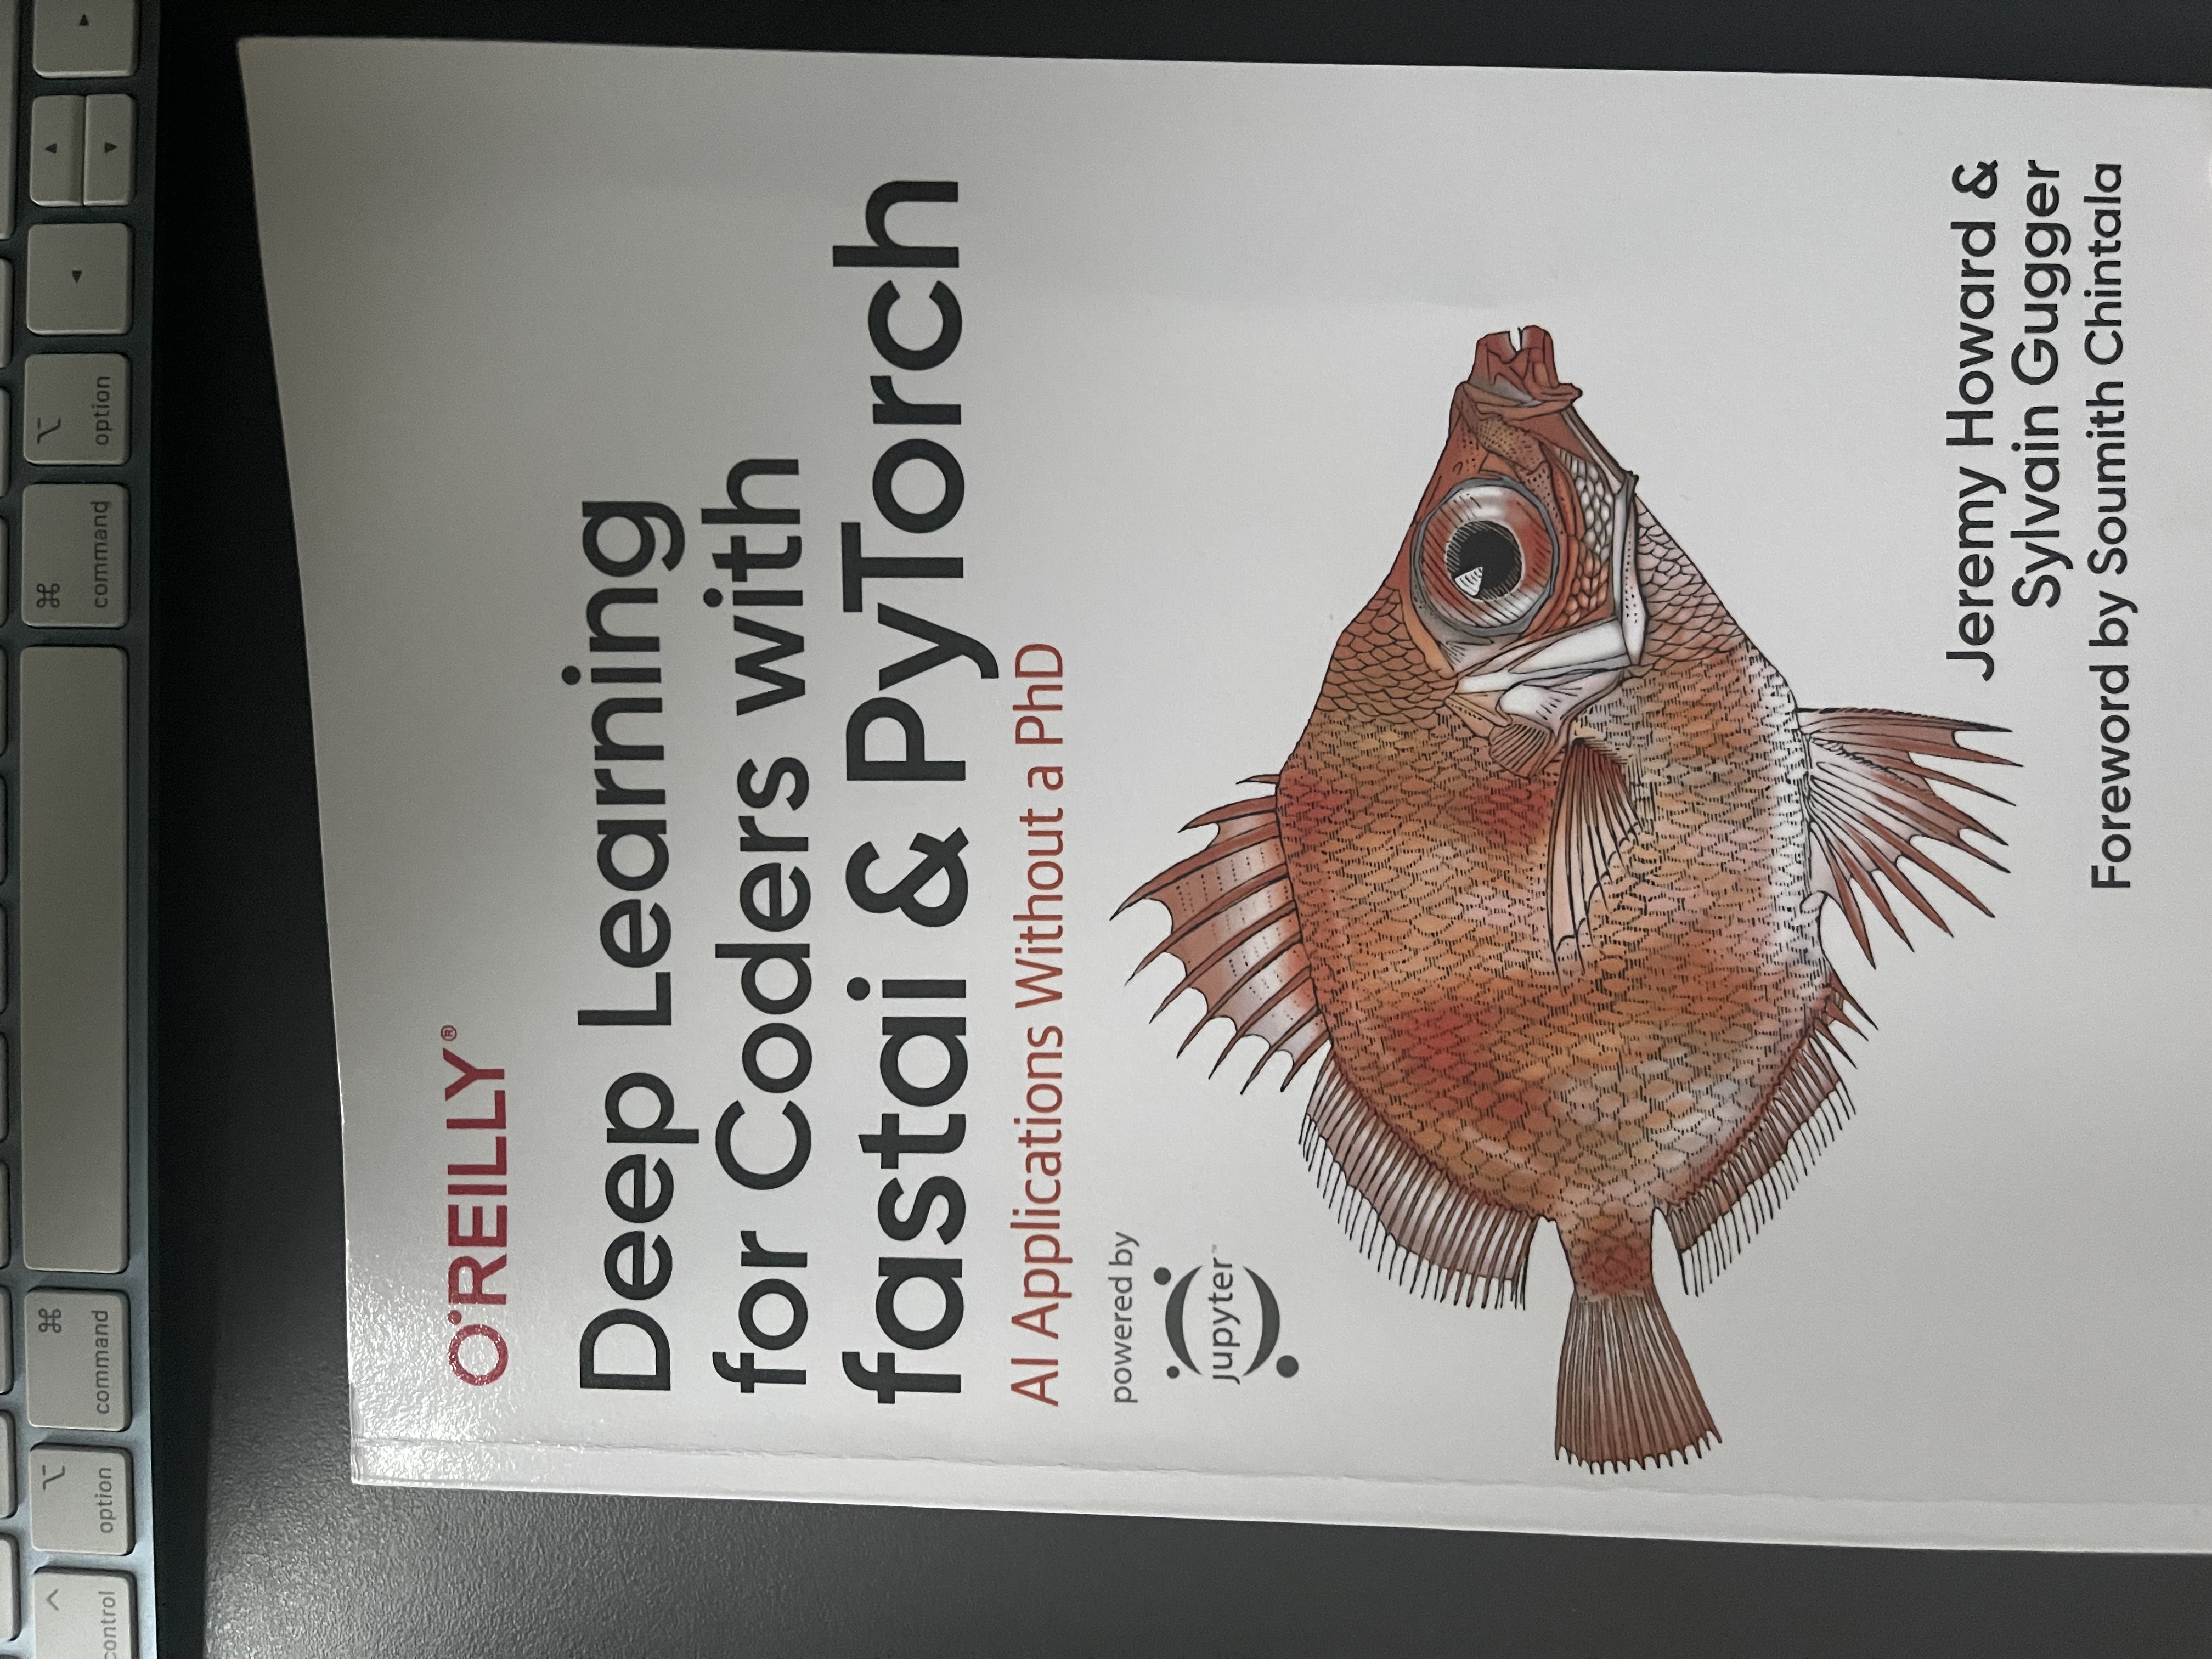 control option command command option
O'REILLY®
Deep Learning
for Coders with
fastai & PyTorch
AI Applications Without a PhD
powered by
jupyter™
Jeremy Howard &
Sylvain Gugger
Foreword by Soumith Chintala